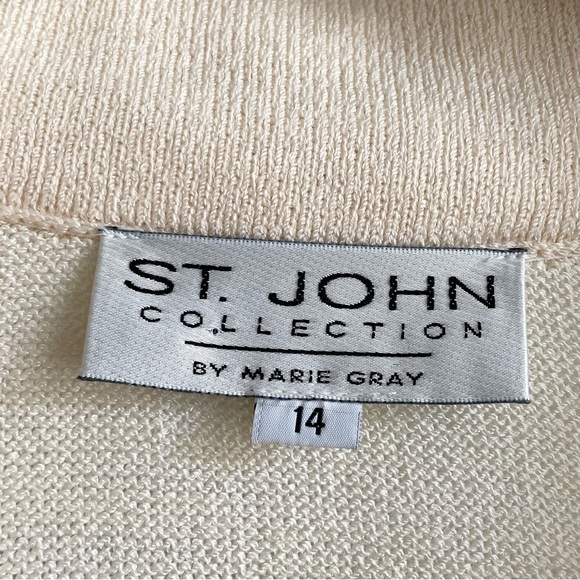 ST. JOHN
COLLECTION
BY MARIE GRAY
14